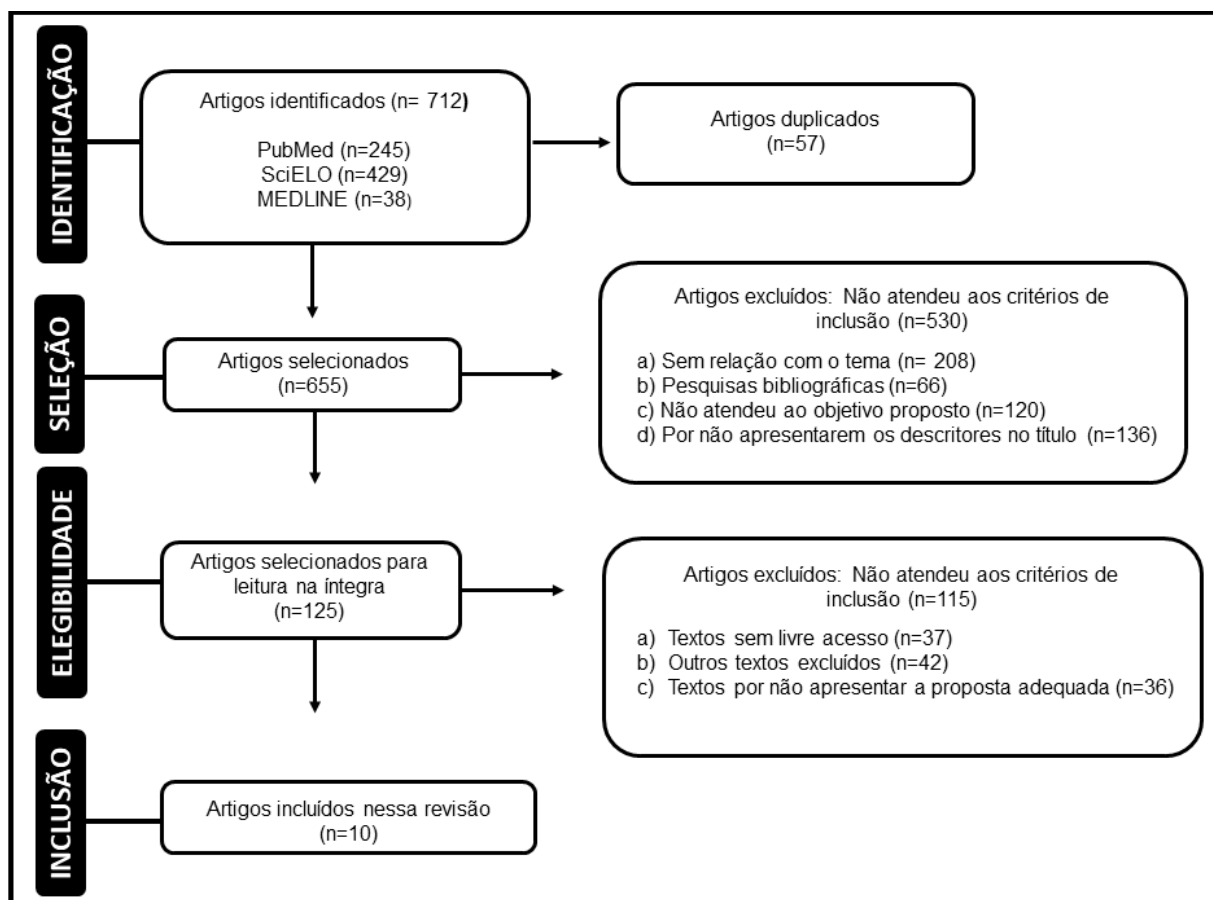 IDENTIFICAÇÃO
Artigos identificados (n= 712)
PubMed (n=245)
SciELO (n=429)
MEDLINE (n=38)
Artigos duplicados
(n=57)
SELEÇÃO
Artigos selecionados
(n=655)
Artigos excluídos: Não atendeu aos critérios de
inclusão (n=530)
a) Sem relação com o tema (n= 208)
b) Pesquisas bibliográficas (n=66)
c) Não atendeu ao objetivo proposto (n=120)
d) Por não apresentarem os descritores no título (n=136)
ELEGIBILIDADE
Artigos selecionados para
leitura na íntegra
(n=125)
Artigos excluídos: Não atendeu aos critérios de
inclusão (n=115)
a) Textos sem livre acesso (n=37)
b) Outros textos excluídos (n=42)
c) Textos por não apresentar a proposta adequada (n=36)
INCLUSÃO
Artigos incluídos nessa revisão
(n=10)